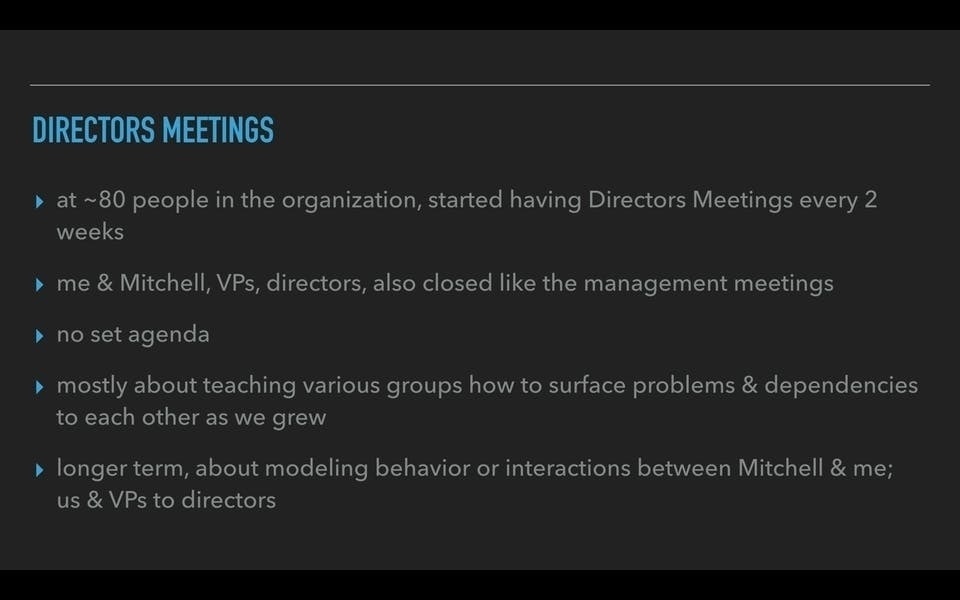 DIRECTORS MEETINGS
at ~80 people in the organization, started having Directors Meetings every 2
weeks
me & Mitchell, VPs, directors, also closed like the management meetings
no set agenda
mostly about teaching various groups how to surface problems & dependencies
to each other as we grew
longer term, about modeling behavior or interactions between Mitchell & me;
us & VPs to directors